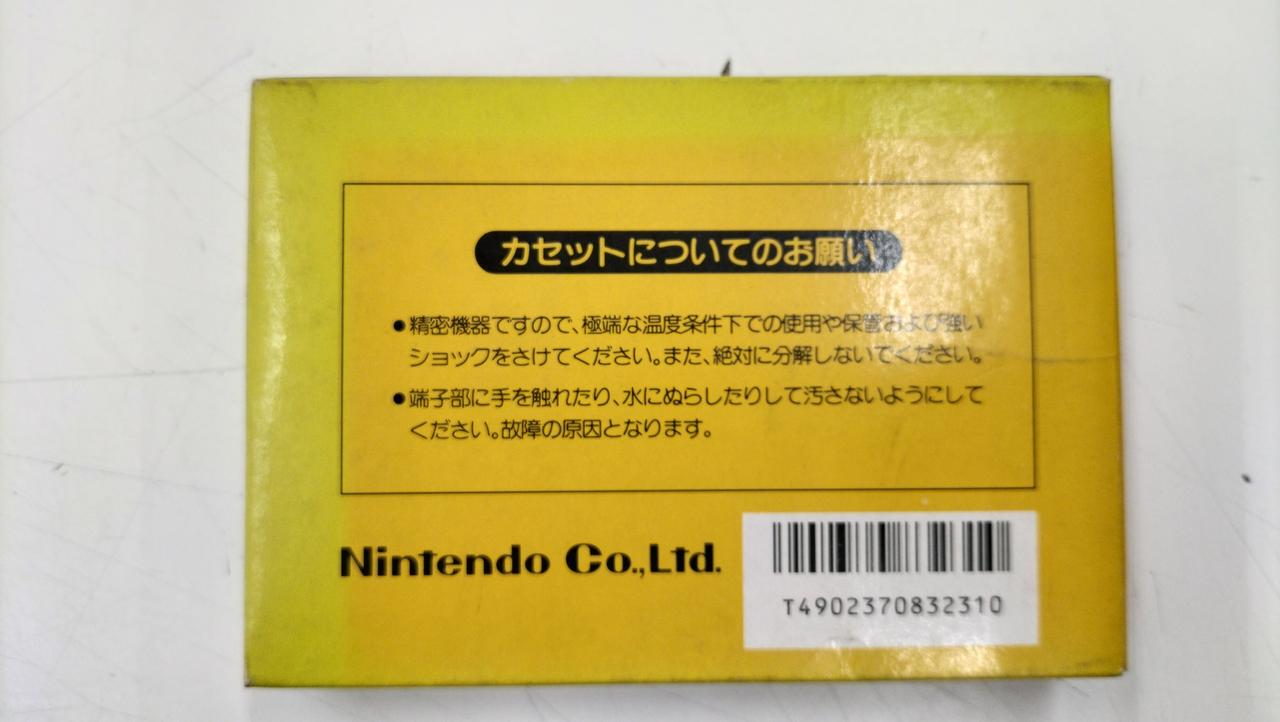 カセットについてのお願い
●精密機器ですので、極端な温度条件下での使用や保管および強い
ショックをさけてください。また、絶対に分解しないでください。
●端子部に手を触れたり、水にぬらしたりして汚さないようにして
ください。故障の原因となります。
Nintendo Co.,Ltd.
T4902370832310